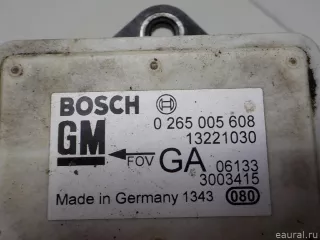 BOSCH 0 265 005 608
GM 13221030
FOV GA 06133
3003415
Made in Germany 1343 080
eaural.ru